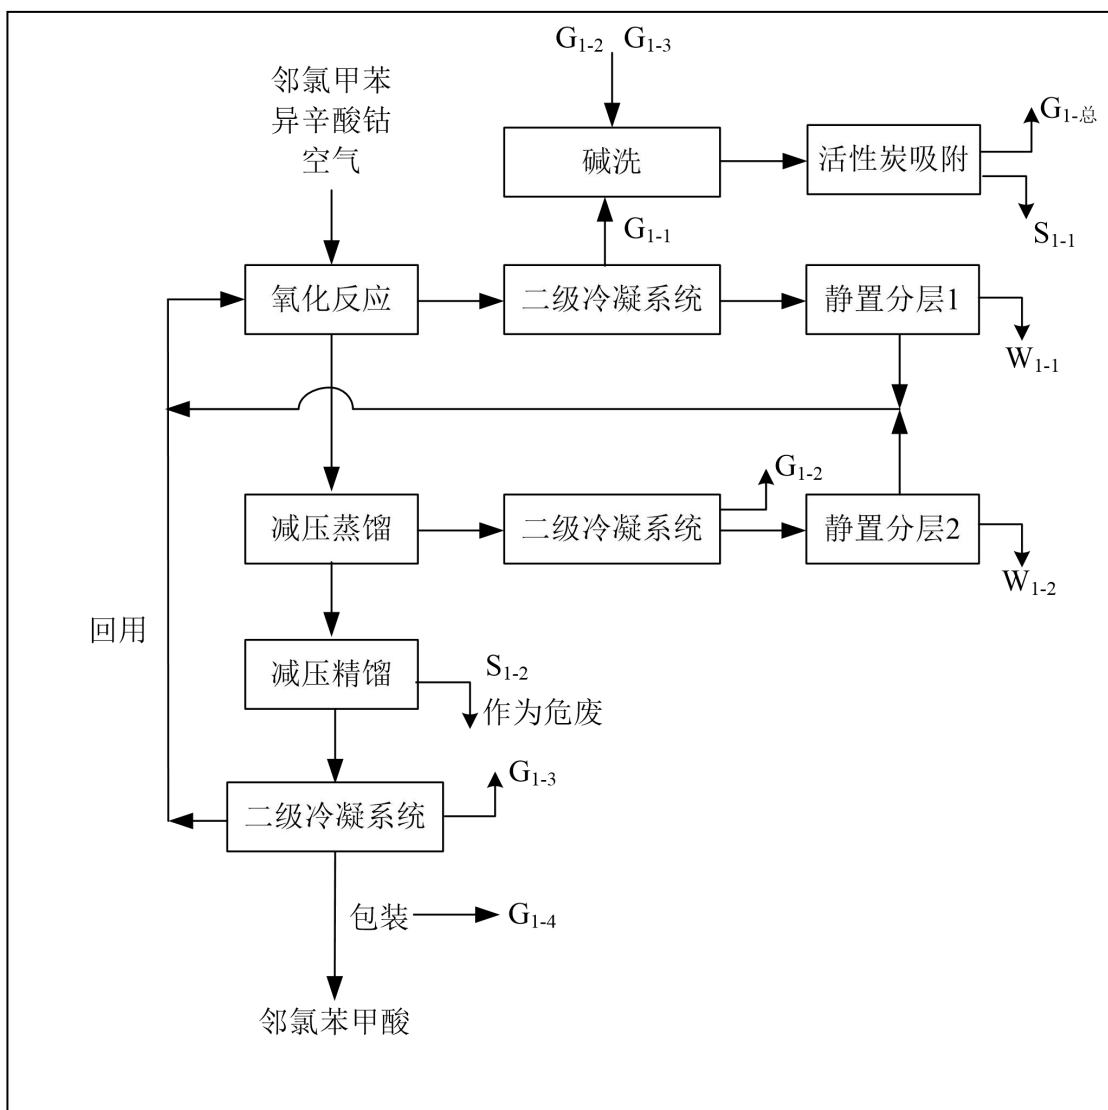 G1-2 G1-3
邻氯甲苯
异辛酸钴
空气
碱洗
活性炭吸附
G1-总
S1-1
G1-1
氧化反应
二级冷凝系统
静置分层1
W1-1
G1-2
减压蒸馏
二级冷凝系统
静置分层2
W1-2
回用
减压精馏
S1-2
作为危废
G1-3
二级冷凝系统
包装
G1-4
邻氯苯甲酸